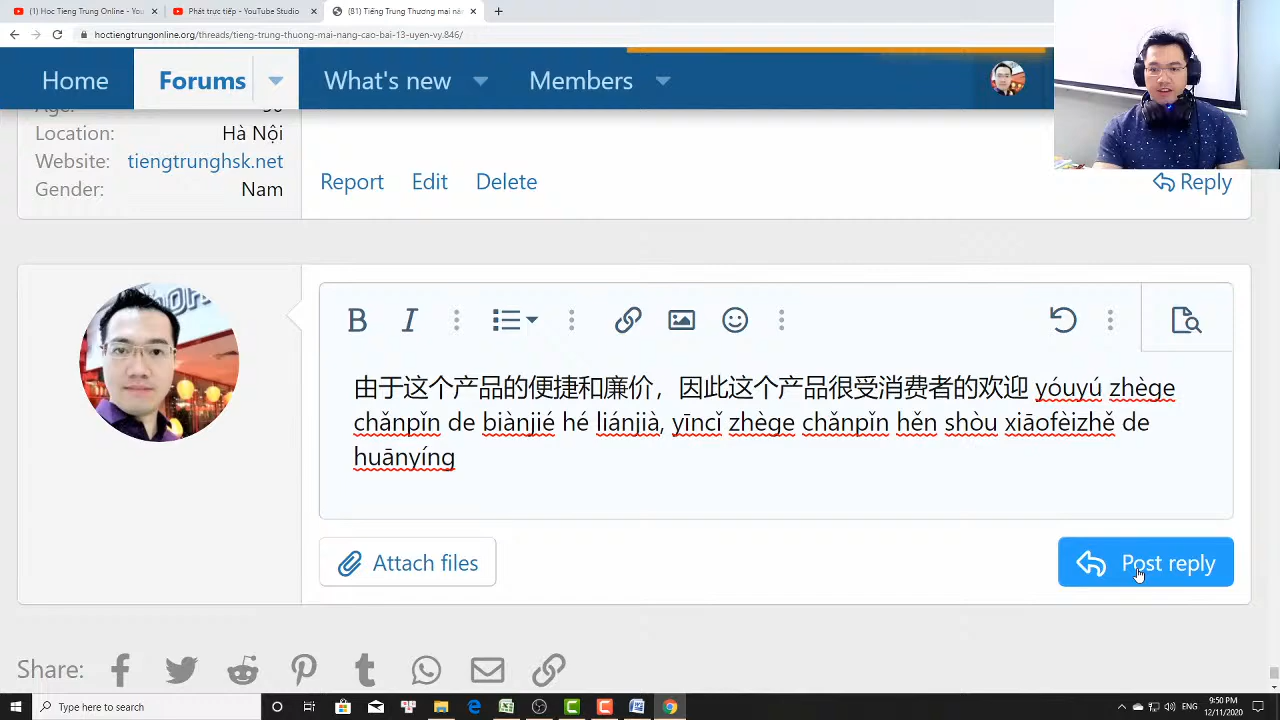 (1) Hoc Tieng Trung Online - You
Phát trực tiếp - YouTube Studio
(81) Tiếng Trung Thương mại nâ
hoctiengtrungonline.org/threads/tieng-trung-thuong-mai-nang-cao-bai-13-uyen-vy.846/
Home
Forums
What's new
Members
Location: Hà Nội
Website: tiengtrunghsk.net
Gender: Nam
Report
Edit
Delete
Reply
B I
由于这个产品的便捷和廉价，因此这个产品很受消费者的欢迎 yóuyú zhège
chǎnpǐn de biànjié hé liánjià, yīncǐ zhège chǎnpǐn hěn shòu xiāofèizhě de
huānyíng
Attach files
Post reply
Share:
Type here to search
ENG
9:50 PM
12/11/2020